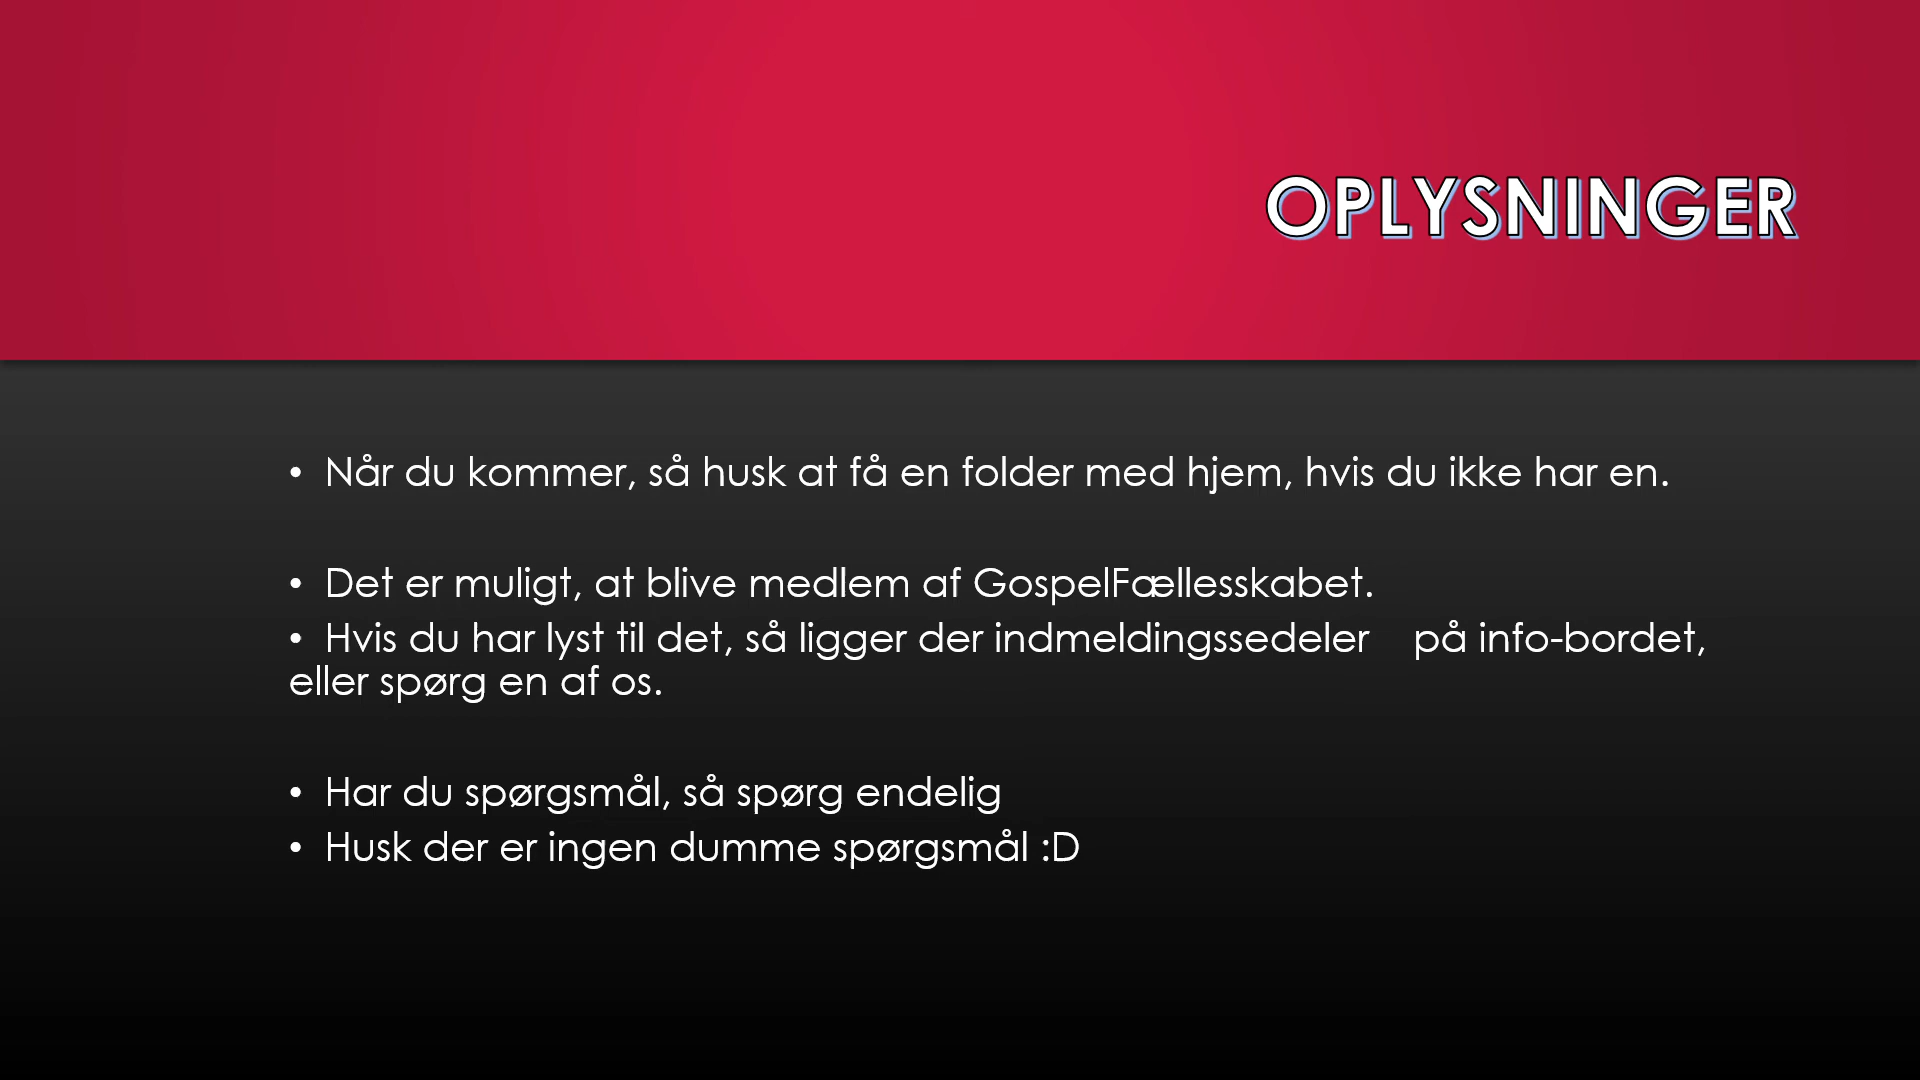 OPLYSNINGER
• Når du kommer, så husk at få en folder med hjem, hvis du ikke har en.
• Det er muligt, at blive medlem af GospelFællesskabet.
• Hvis du har lyst til det, så ligger der indmeldingssedeler    på info-bordet,
eller spørg en af os.
• Har du spørgsmål, så spørg endelig
• Husk der er ingen dumme spørgsmål :D